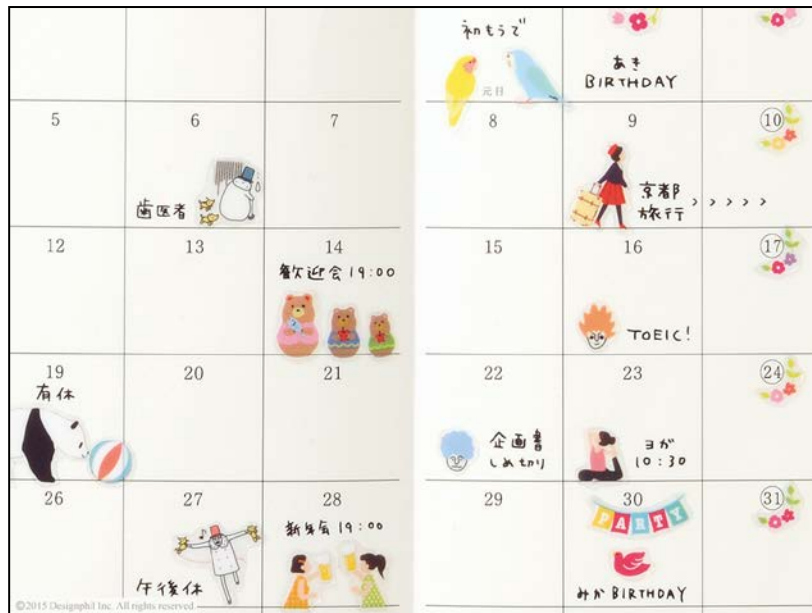 初もうで
元日
あき
BIRTHDAY
5
6
歯医者
7
8
9
京都
旅行 >>>>>
10
12
13
14
歓迎会 19:00
15
16
TOEIC!
17
19
有休
20
21
22
企画書
しめ切り
23
ヨガ
10:30
24
26
27
午後休
28
新年会 19:00
29
30
PARTY
みか BIRTHDAY
31
©2015 Designphil Inc. All rights reserved